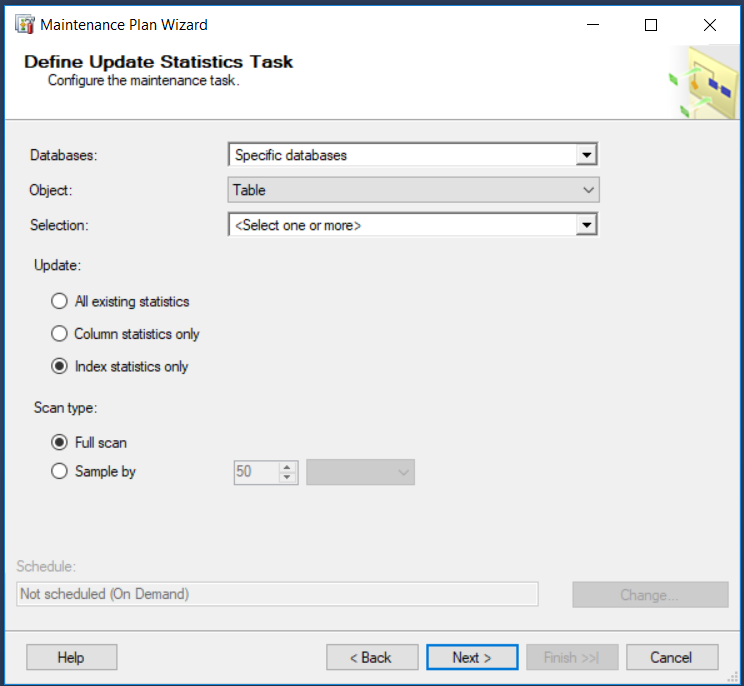 Maintenance Plan Wizard
Define Update Statistics Task
Configure the maintenance task.
Databases: Specific databases
Object: Table
Selection: <Select one or more>
Update:
All existing statistics
Column statistics only
Index statistics only
Scan type:
Full scan
Sample by 50
Schedule:
Not scheduled (On Demand) Change...
Help < Back Next > Finish >>| Cancel